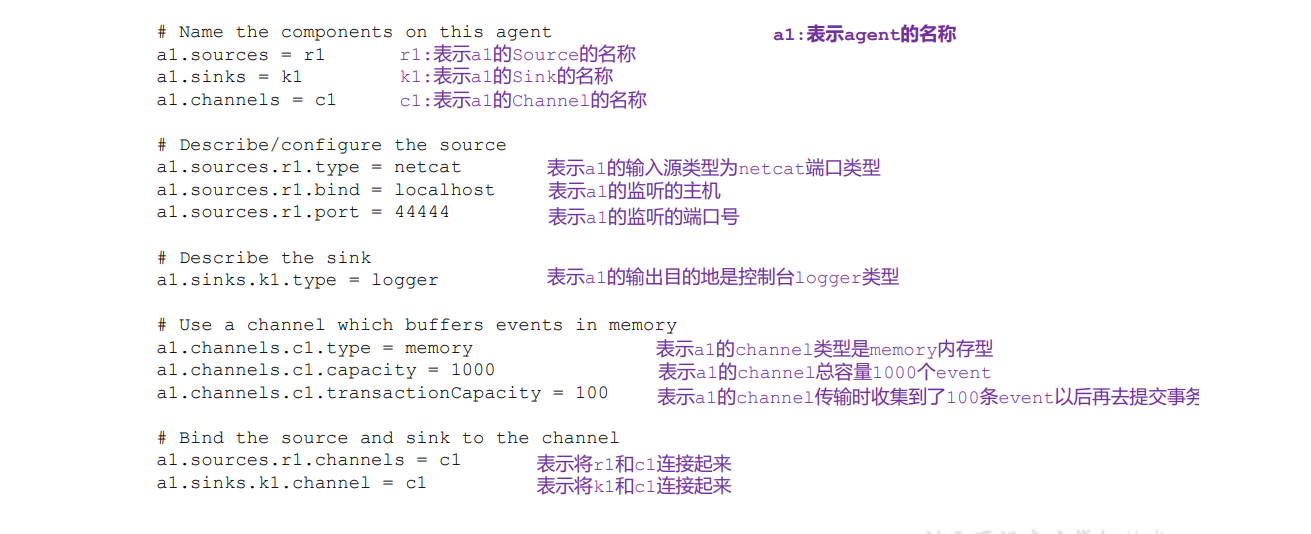 # Name the components on this agent a1:表示agent的名称
a1.sources = r1 r1:表示a1的Source的名称
a1.sinks = k1 k1:表示a1的Sink的名称
a1.channels = c1 c1:表示a1的Channel的名称
# Describe/configure the source
a1.sources.r1.type = netcat 表示a1的输入源类型为netcat端口类型
a1.sources.r1.bind = localhost 表示a1的监听的主机
a1.sources.r1.port = 44444 表示a1的监听的端口号
# Describe the sink
a1.sinks.k1.type = logger 表示a1的输出目的地是控制台logger类型
# Use a channel which buffers events in memory
a1.channels.c1.type = memory 表示a1的channel类型是memory内存型
a1.channels.c1.capacity = 1000 表示a1的channel总容量1000个event
a1.channels.c1.transactionCapacity = 100 表示a1的channel传输时收集到了100条event以后再去提交事务
# Bind the source and sink to the channel
a1.sources.r1.channels = c1 表示将r1和c1连接起来
a1.sinks.k1.channel = c1 表示将k1和c1连接起来